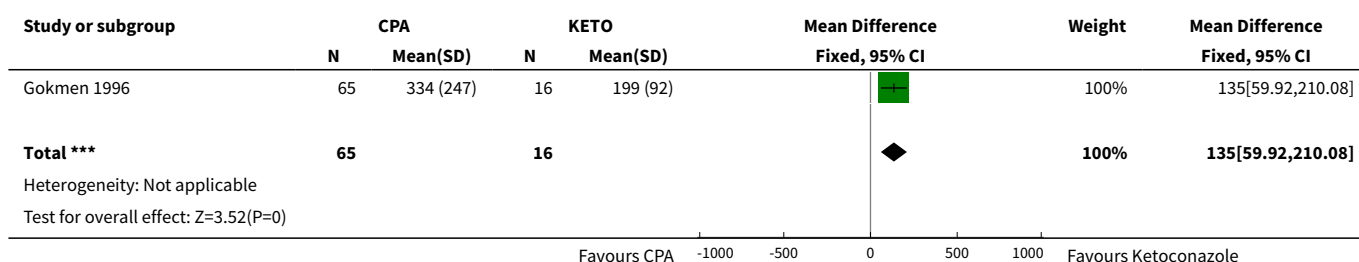 Study or subgroup CPA KETO Mean Difference Weight Mean Difference
N Mean(SD) N Mean(SD) Fixed, 95% CI Fixed, 95% CI
Gokmen 1996 65 334 (247) 16 199 (92) 100% 135[59.92,210.08]
Total *** 65 16 100% 135[59.92,210.08]
Heterogeneity: Not applicable
Test for overall effect: Z=3.52(P=0)
Favours CPA -1000 -500 0 500 1000 Favours Ketoconazole